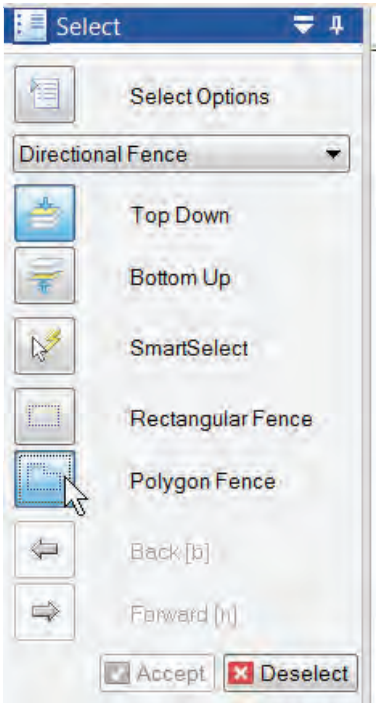 Select
Select Options
Directional Fence
Top Down
Bottom Up
SmartSelect
Rectangular Fence
Polygon Fence
Back [b]
Forward [n]
Accept Deselect